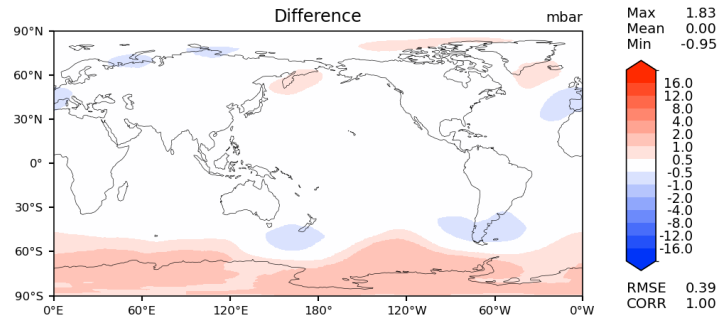 Difference
mbar
Max 1.83
Mean 0.00
Min -0.95
90°N
60°N
30°N
0°
30°S
60°S
90°S
0°E
60°E
120°E
180°
120°W
60°W
0°W
16.0
12.0
8.0
4.0
2.0
1.0
0.5
-0.5
-1.0
-2.0
-4.0
-8.0
-12.0
-16.0
RMSE 0.39
CORR 1.00